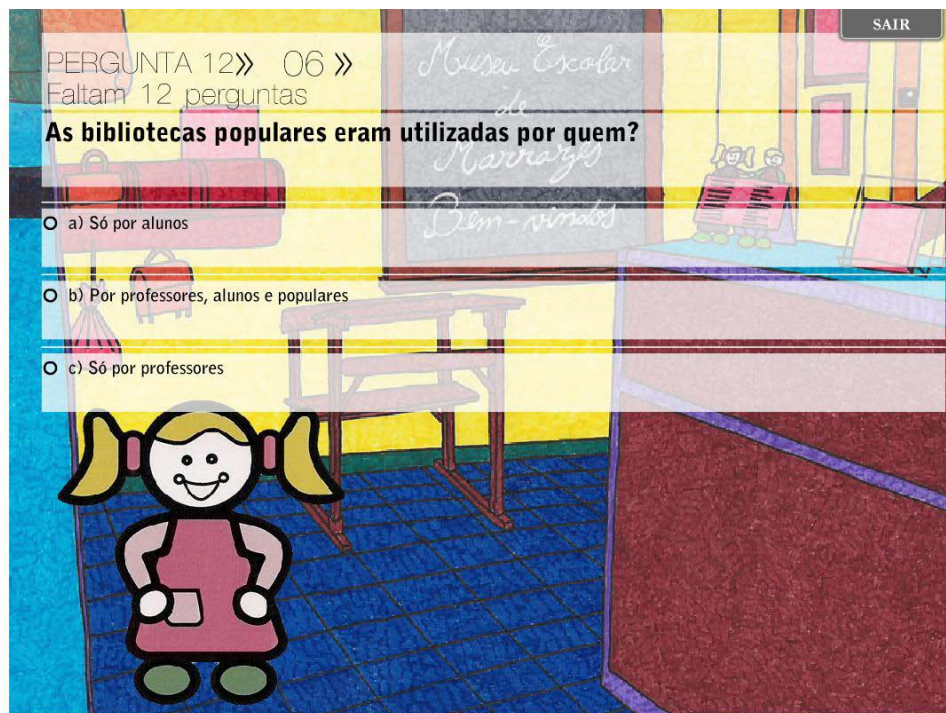 SAIR
PERGUNTA 12» 06 »
Faltam 12 perguntas
As bibliotecas populares eram utilizadas por quem?
a) Só por alunos
b) Por professores, alunos e populares
c) Só por professores
Museu Escolar
de
Marrazes
Bem-vindos